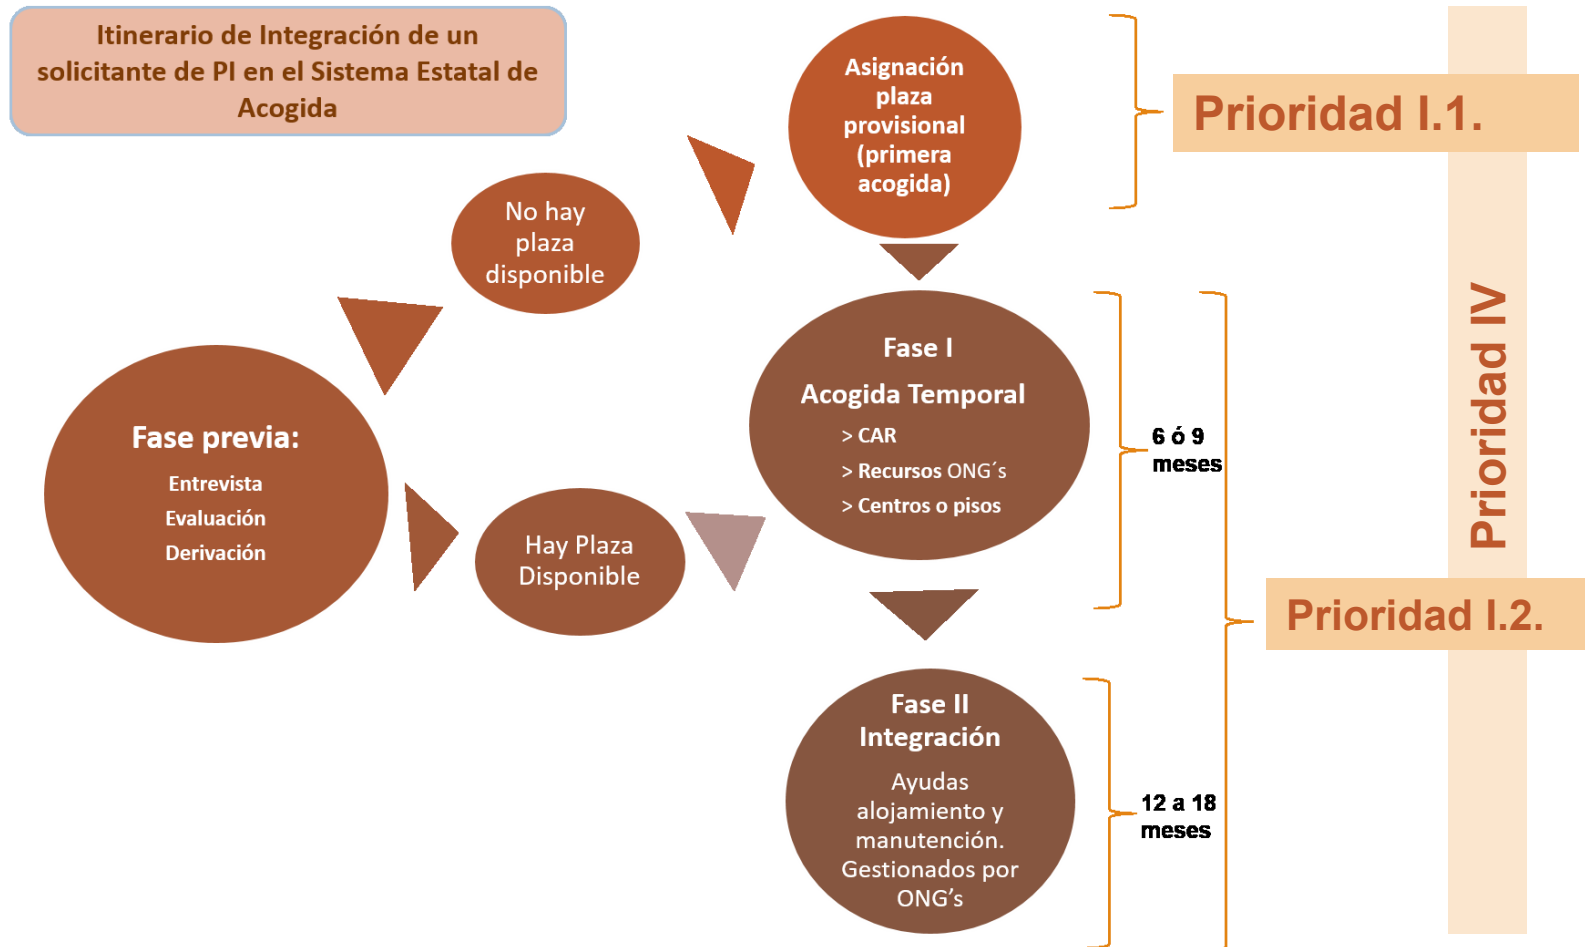 Itinerario de Integración de un
solicitante de PI en el Sistema Estatal de
Acogida
Asignación
plaza
provisional
(primera
acogida)
Prioridad I.1.
No hay
plaza
disponible
Fase previa:
Entrevista
Evaluación
Derivación
Hay Plaza
Disponible
Fase I
Acogida Temporal
> CAR
> Recursos ONG´s
> Centros o pisos
6 ó 9
meses
Prioridad IV
Prioridad I.2.
Fase II
Integración
Ayudas
alojamiento y
manutención.
Gestionados por
ONG’s
12 a 18
meses